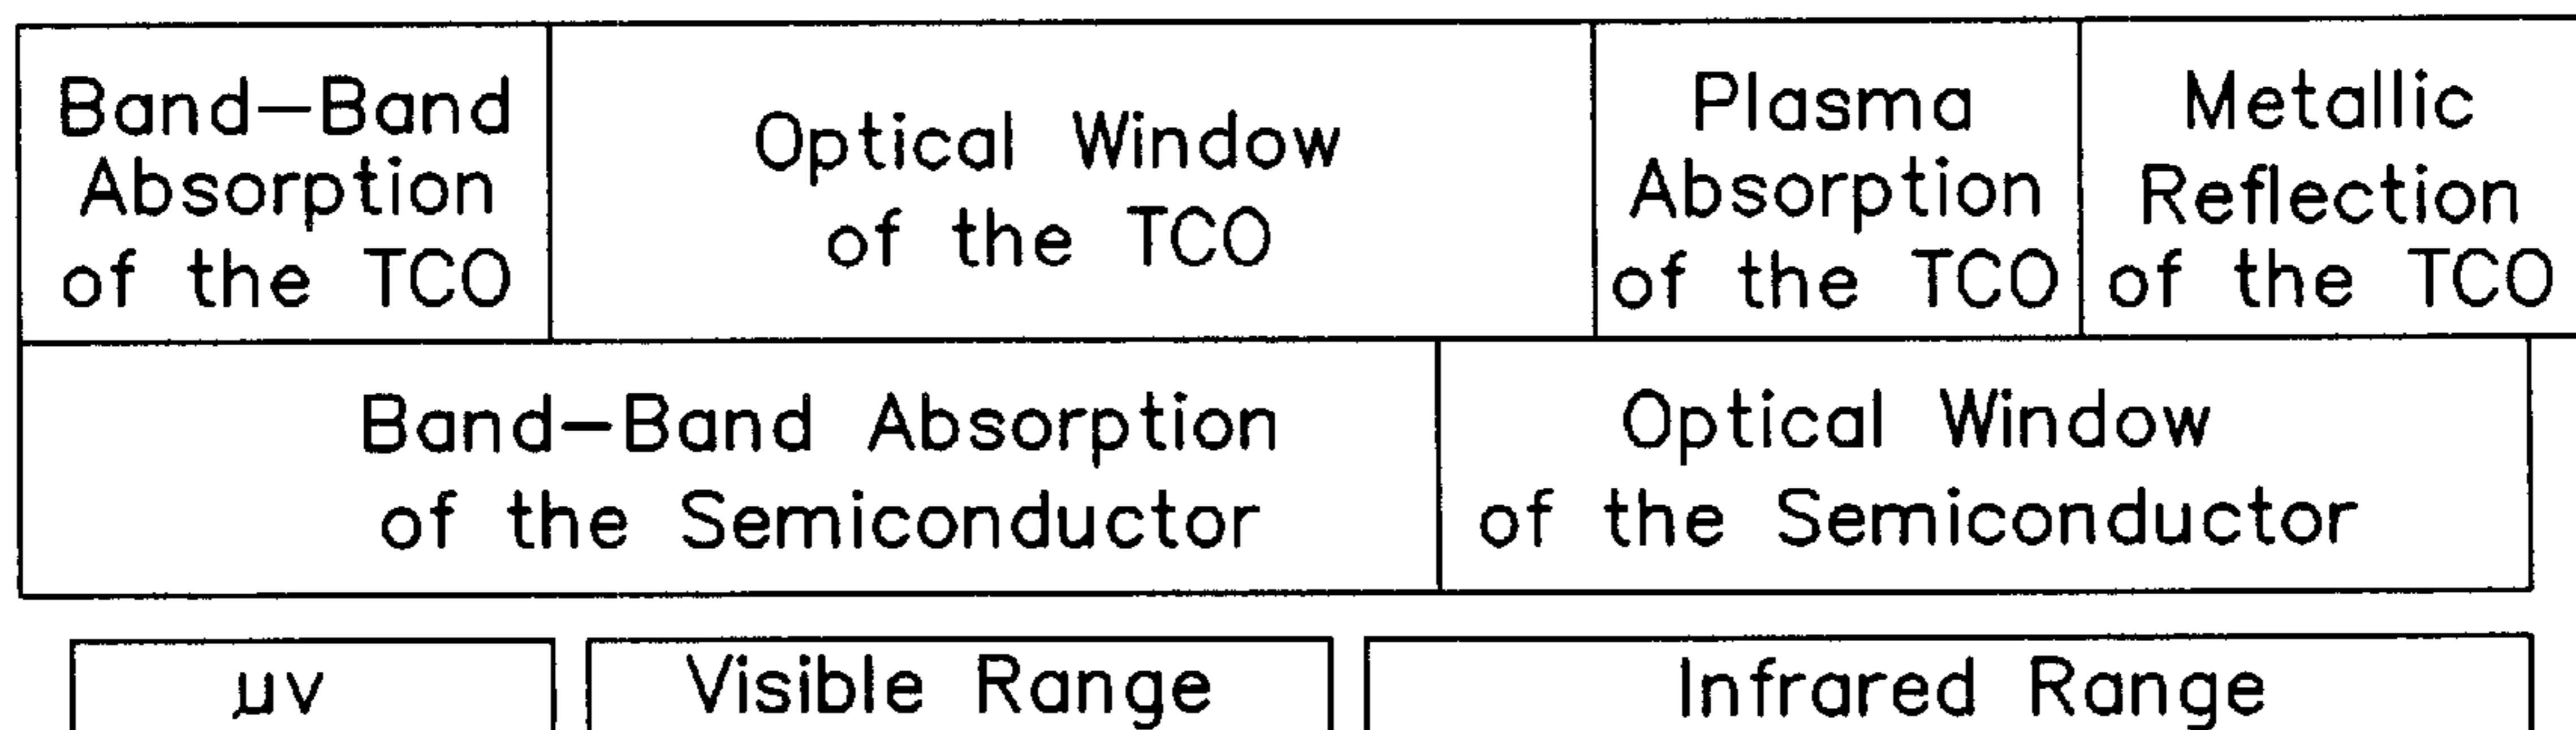 Band-Band
Absorption
of the TCO
Optical Window
of the TCO
Plasma
Absorption
of the TCO
Metallic
Reflection
of the TCO
Band-Band Absorption
of the Semiconductor
Optical Window
of the Semiconductor
μv
Visible Range
Infrared Range